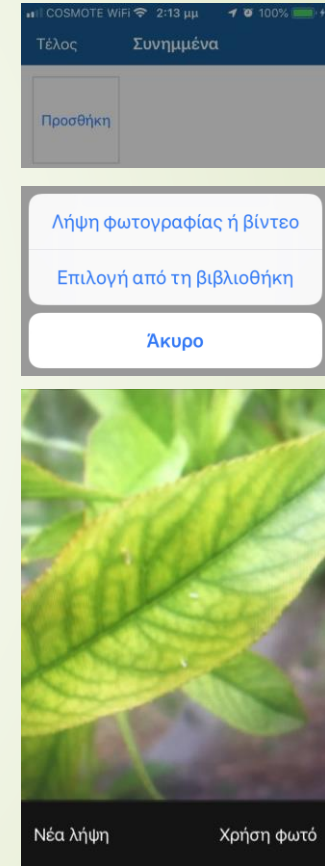 COSMOTE WiFi 2:13 μμ 100%
Τέλος Συνημμένα
Προσθήκη
Λήψη φωτογραφίας ή βίντεο
Επιλογή από τη βιβλιοθήκη
Άκυρο
Νέα λήψη Χρήση φωτό